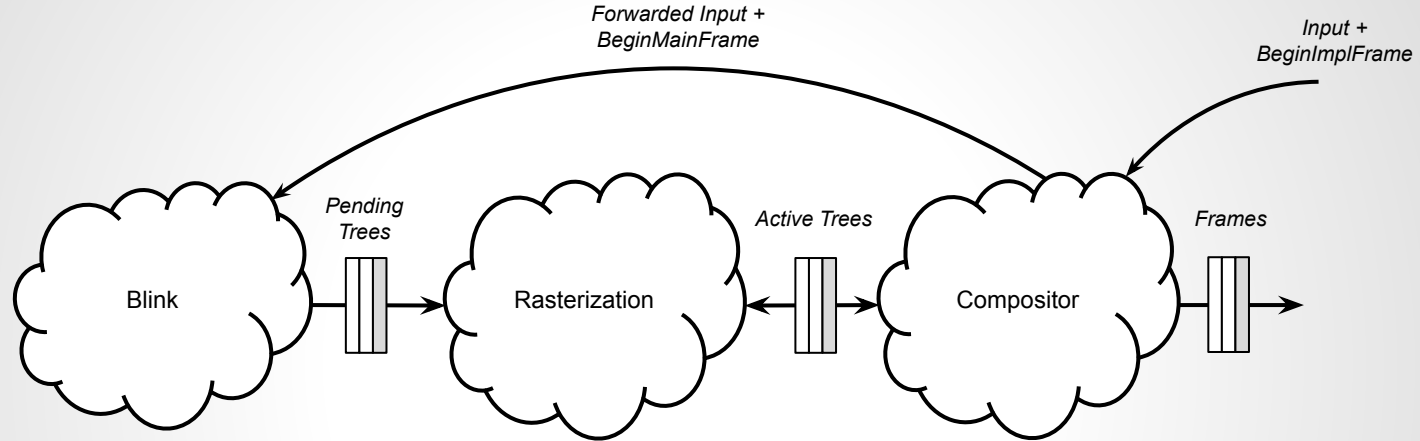 Forwarded Input +
BeginMainFrame
Input +
BeginImplFrame
Pending
Trees
Active Trees
Frames
Blink
Rasterization
Compositor